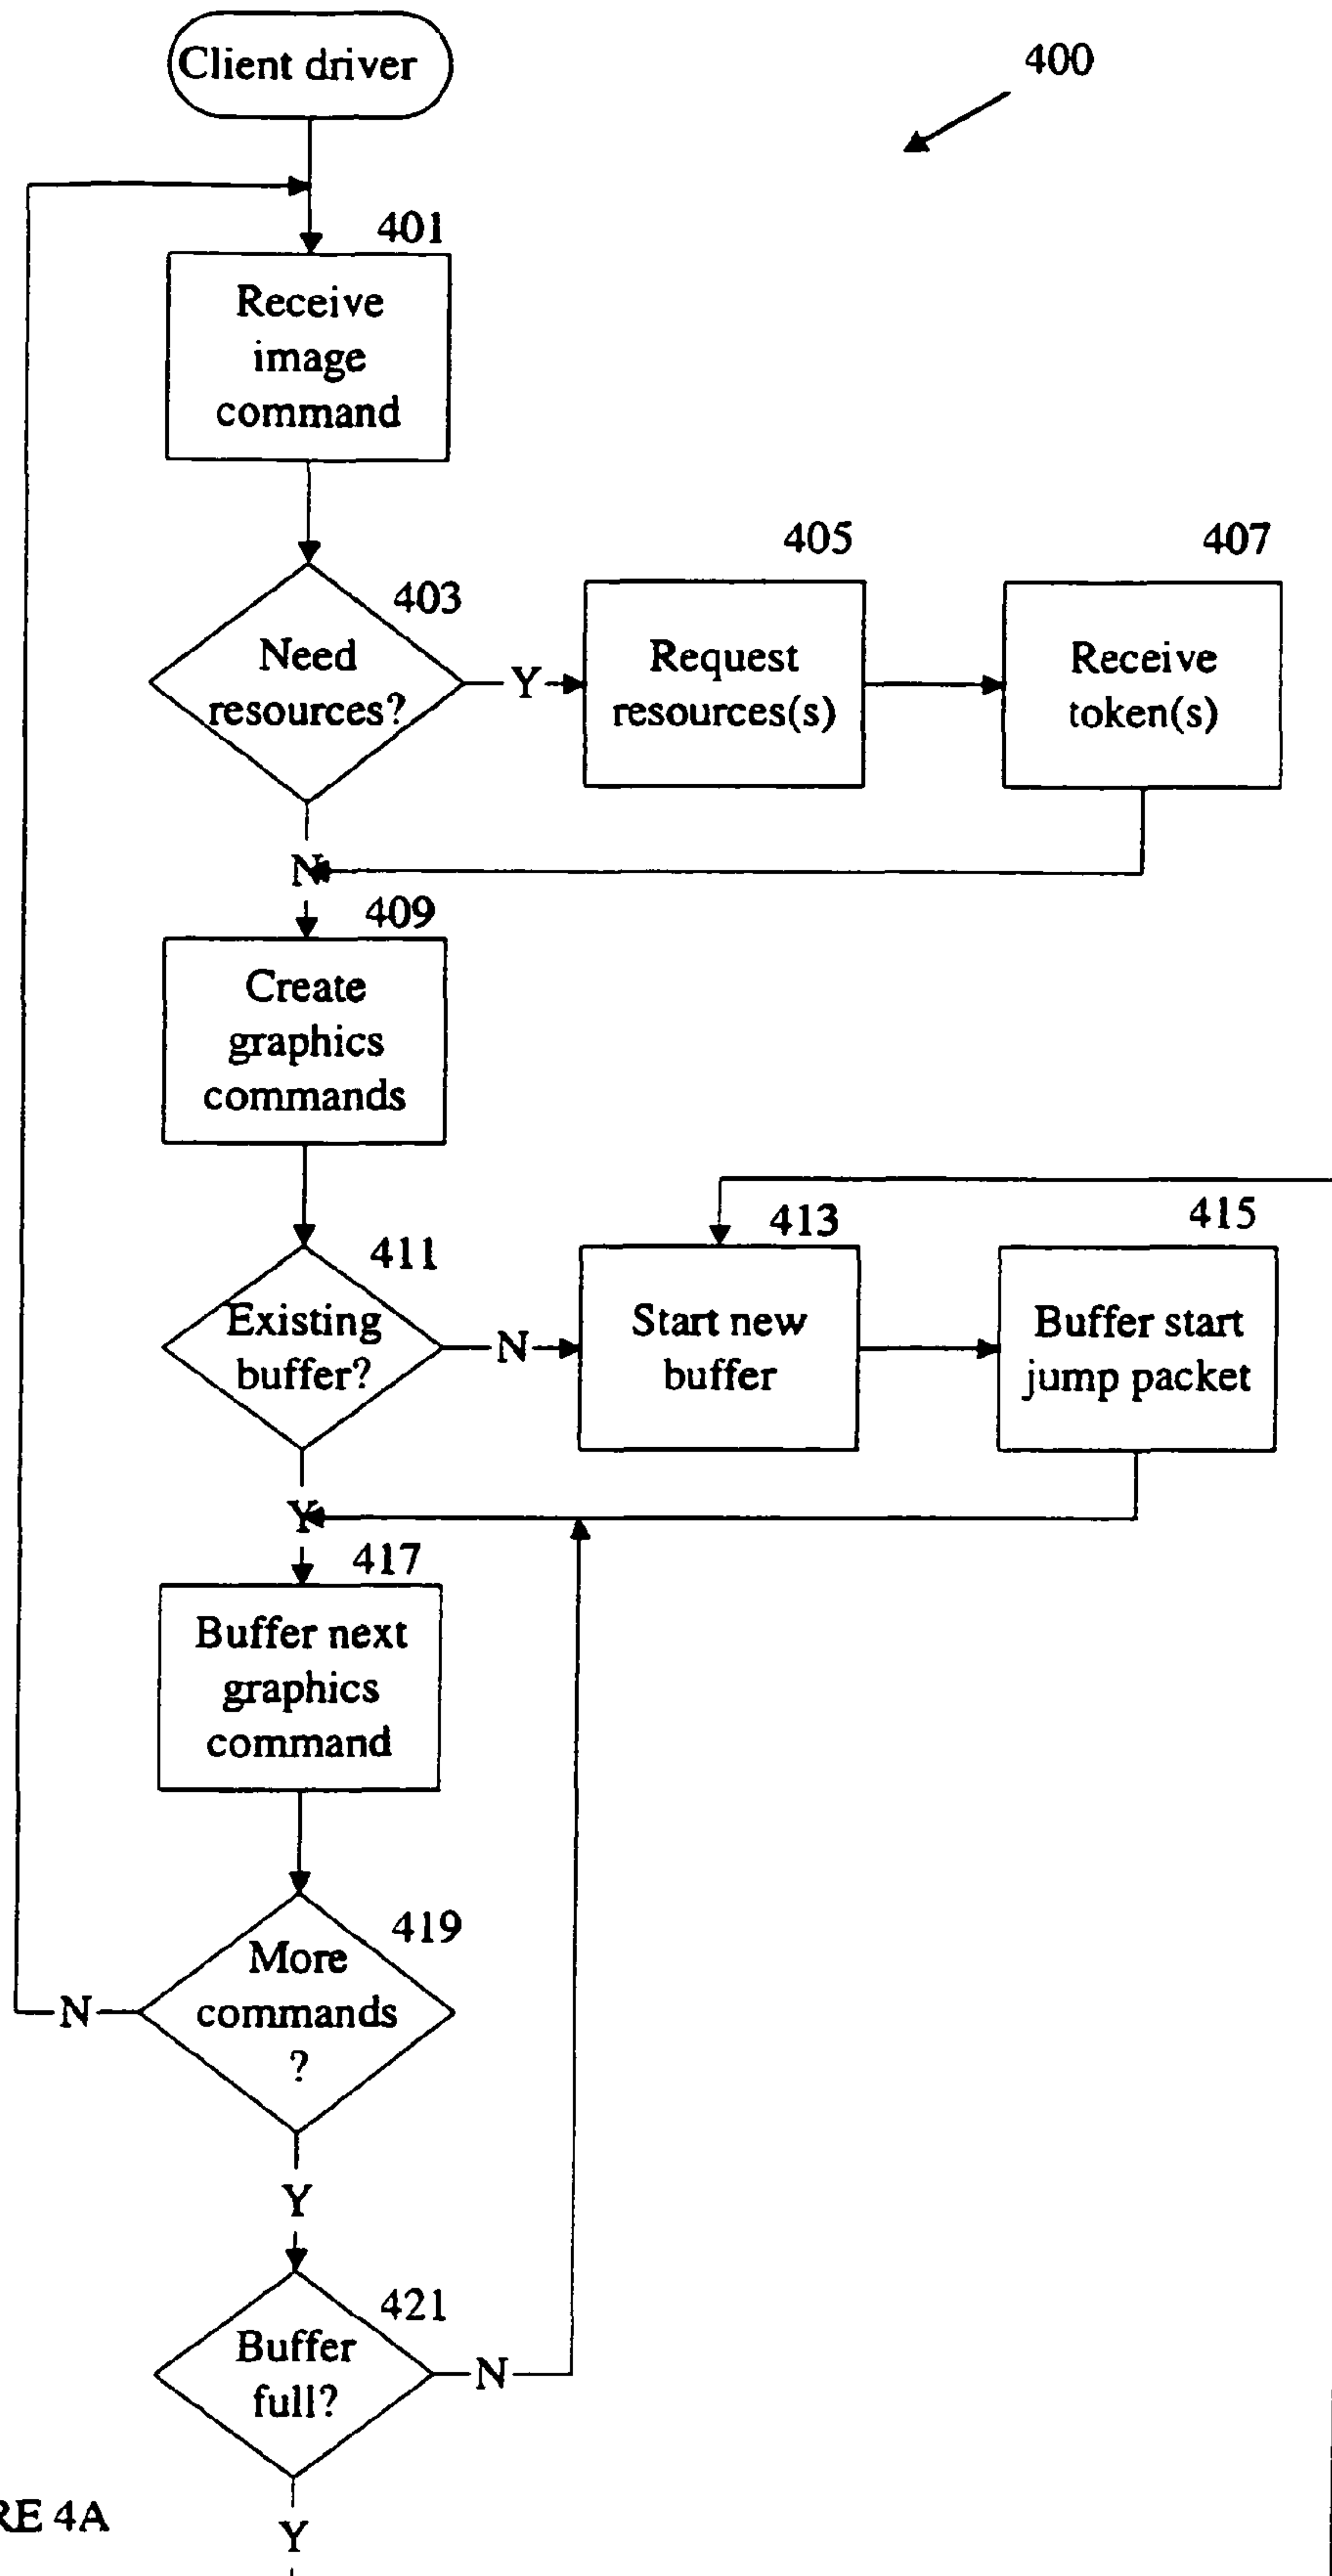 Client driver
400
401
Receive
image
command
403
Need
resources?
Y
405
Request
resources(s)
407
Receive
token(s)
N
409
Create
graphics
commands
411
Existing
buffer?
N
413
Start new
buffer
415
Buffer start
jump packet
Y
417
Buffer next
graphics
command
419
More
commands
?
N
Y
421
Buffer
full?
N
RE 4A
Y